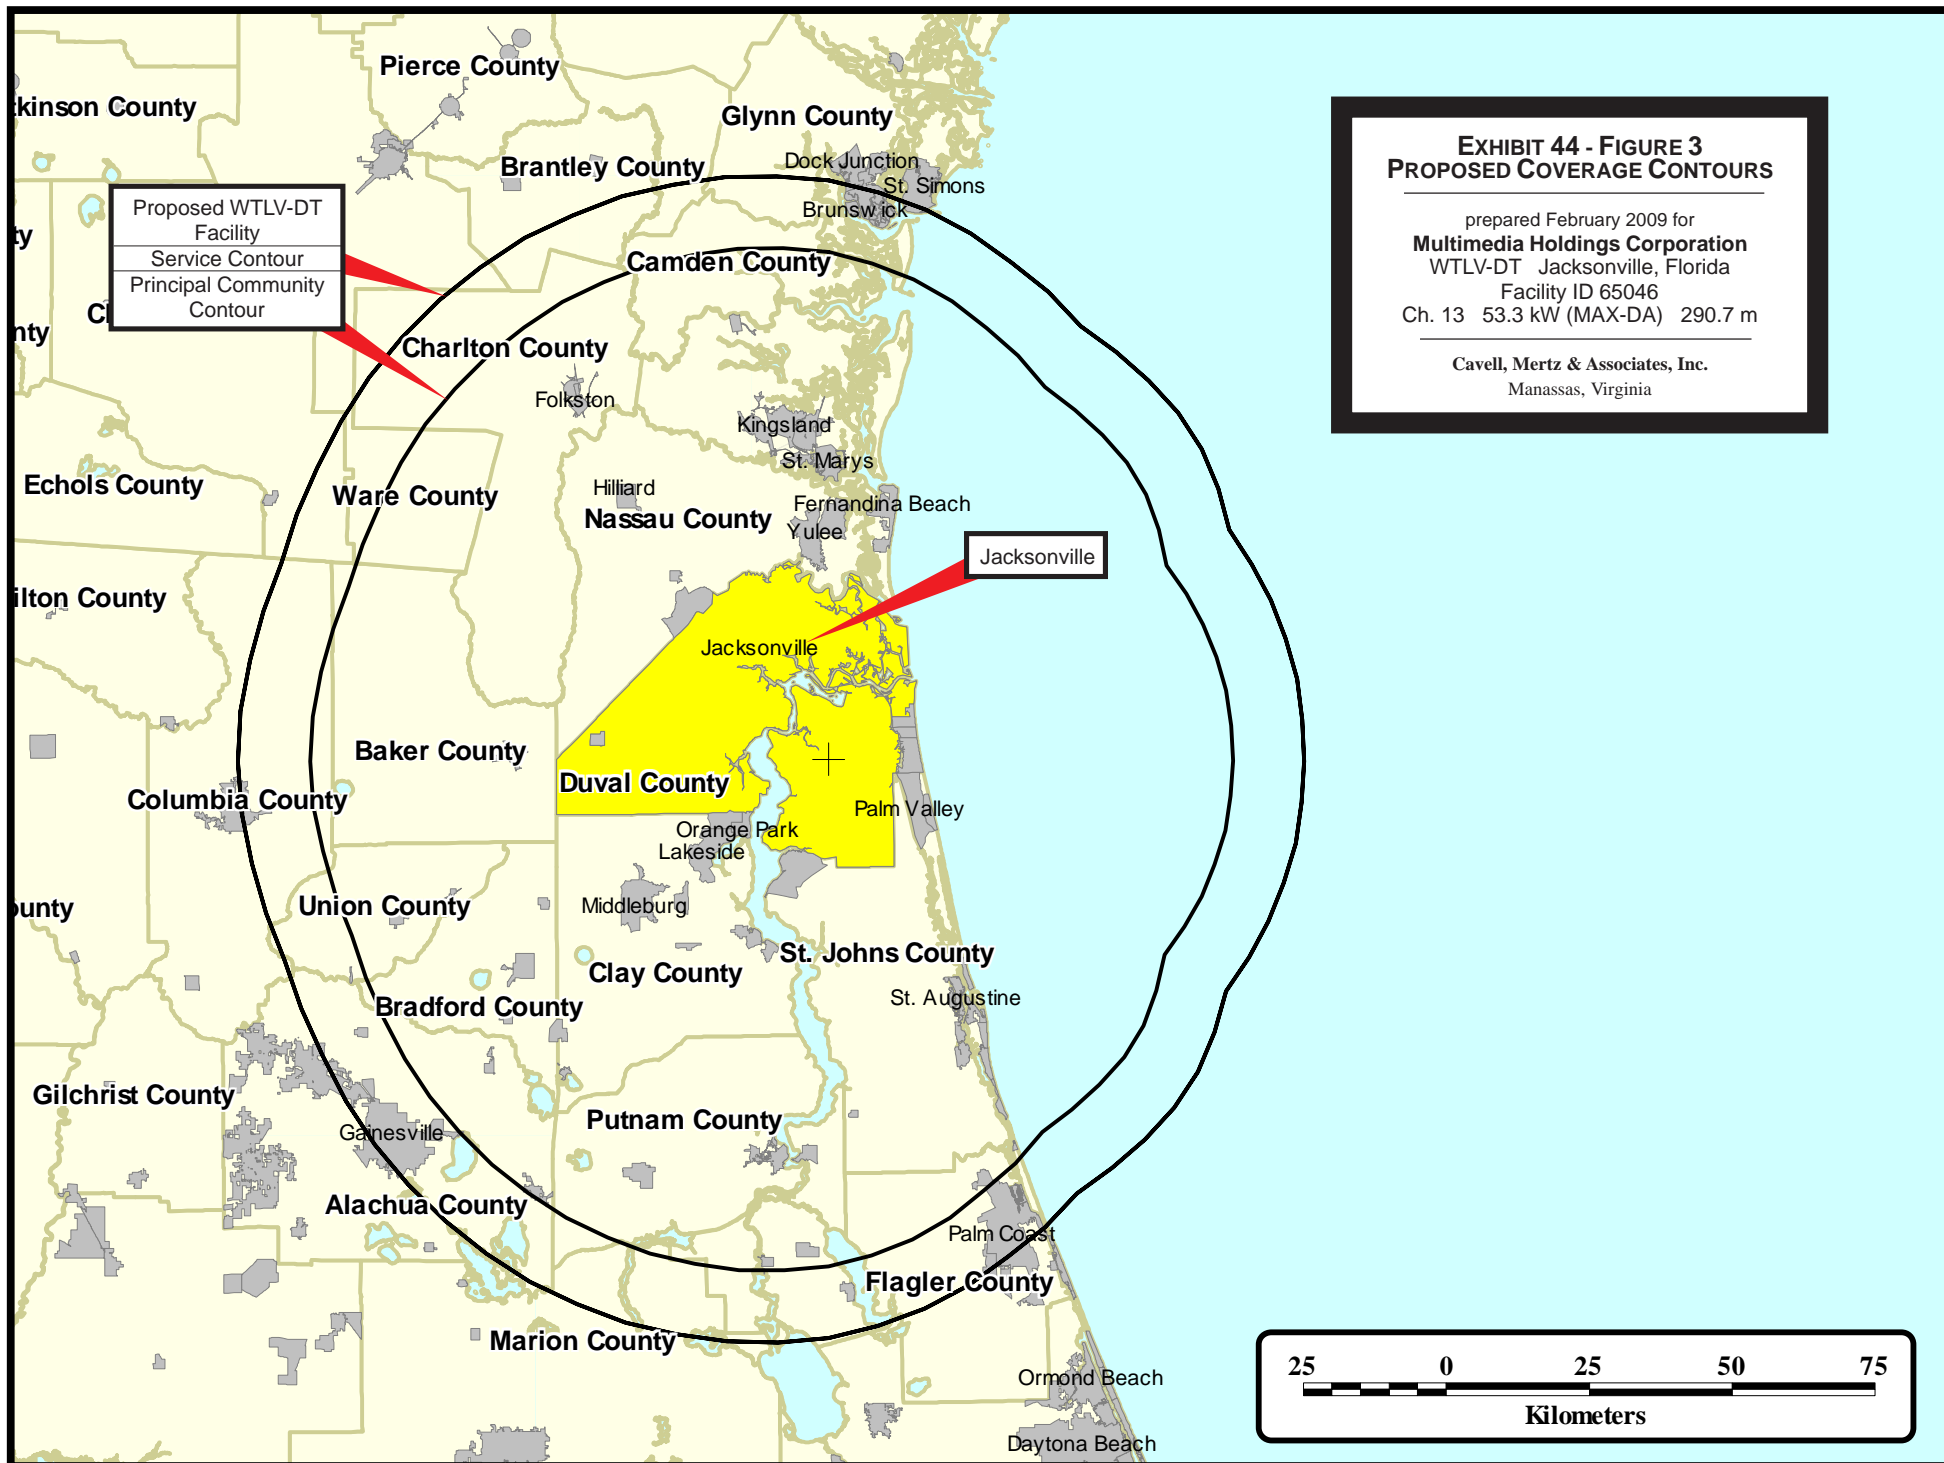 Pierce County
tkinson County
Glynn County
Dock Junction
Brantley County
St. Simons
Brunswick
EXHIBIT 44 - FIGURE 3
PROPOSED COVERAGE CONTOURS
prepared February 2009 for
Multimedia Holdings Corporation
WTLV-DT Jacksonville, Florida
Facility ID 65046
Ch. 13 53.3 kW (MAX-DA) 290.7 m
Cavell, Mertz & Associates, Inc.
Manassas, Virginia
Proposed WTLV-DT
Facility
Service Contour
Principal Community
Contour
ty
Camden County
nty
Charlton County
Folkston
Kingsland
St. Marys
Echols County
Ware County
Hilliard
Nassau County
Fernandina Beach
Yulee
Jacksonville
ilton County
Jacksonville
Baker County
Duval County
Columbia County
Palm Valley
Orange Park
Lakeside
Union County
Middleburg
ounty
St. Johns County
Clay County
St. Augustine
Bradford County
Gilchrist County
Putnam County
Gainesville
Alachua County
Palm Coast
Flagler County
Marion County
Ormond Beach
Daytona Beach
25 0 25 50 75
Kilometers